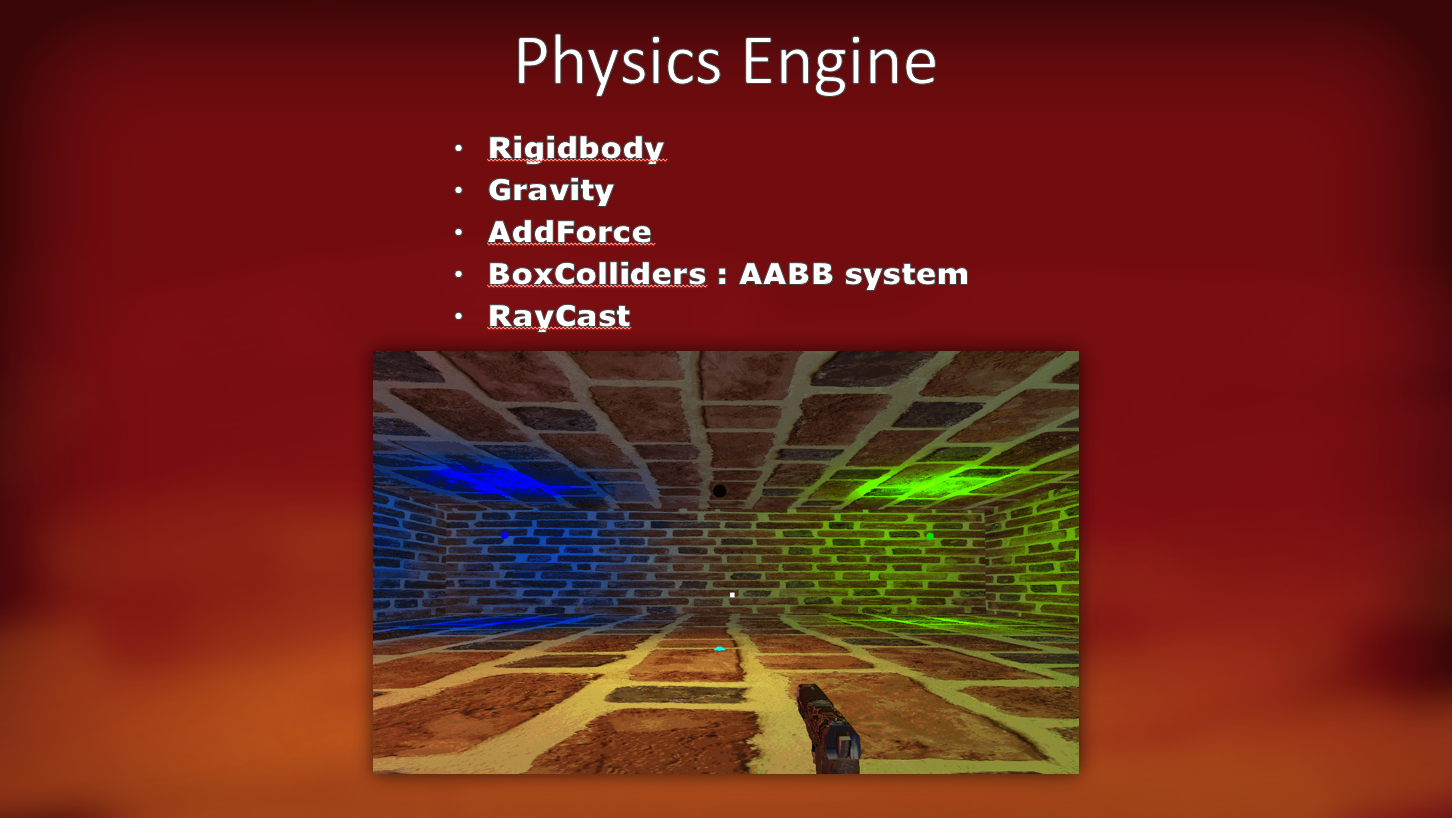 Physics Engine
• Rigidbody
• Gravity
• AddForce
• BoxColliders : AABB system
• RayCast